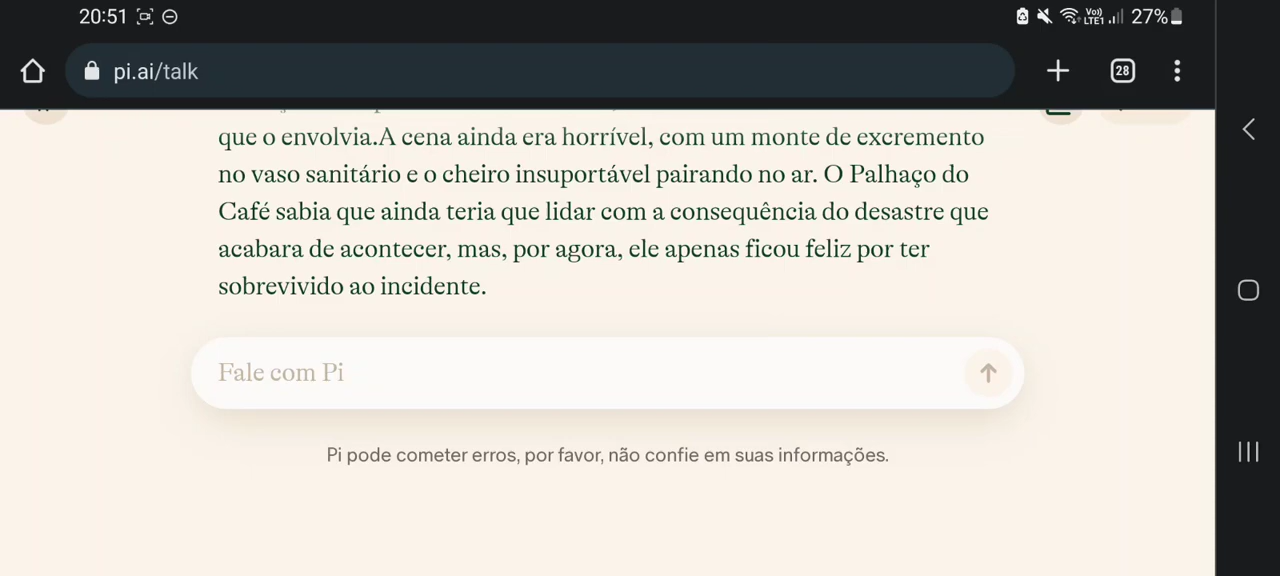 20:51
Vo)) LTE1 27%
pi.ai/talk
28
que o envolvia.A cena ainda era horrível, com um monte de excremento
no vaso sanitário e o cheiro insuportável pairando no ar. O Palhaço do
Café sabia que ainda teria que lidar com a consequência do desastre que
acabara de acontecer, mas, por agora, ele apenas ficou feliz por ter
sobrevivido ao incidente.
Fale com Pi
Pi pode cometer erros, por favor, não confie em suas informações.